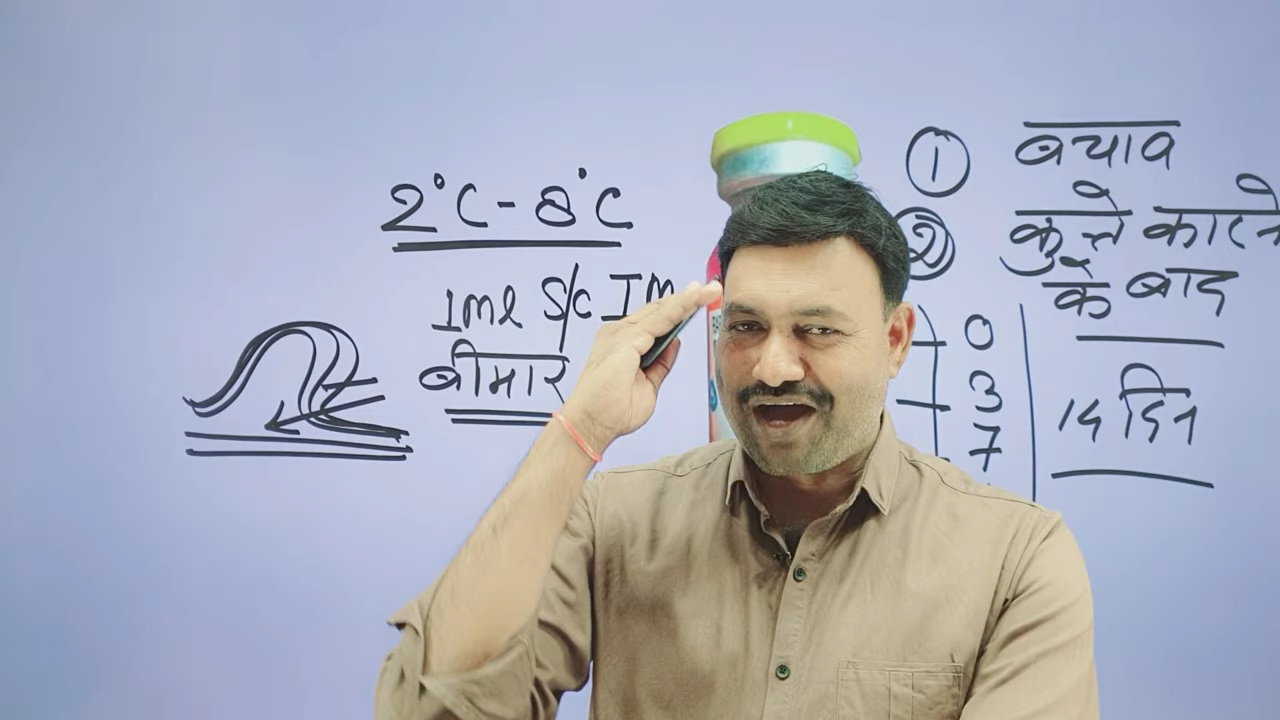 2°C - 8°C
1ml S/C IM
बीमार
① बचाव
② कुत्ते काटने
के बाद
0
3
7
14 दिन